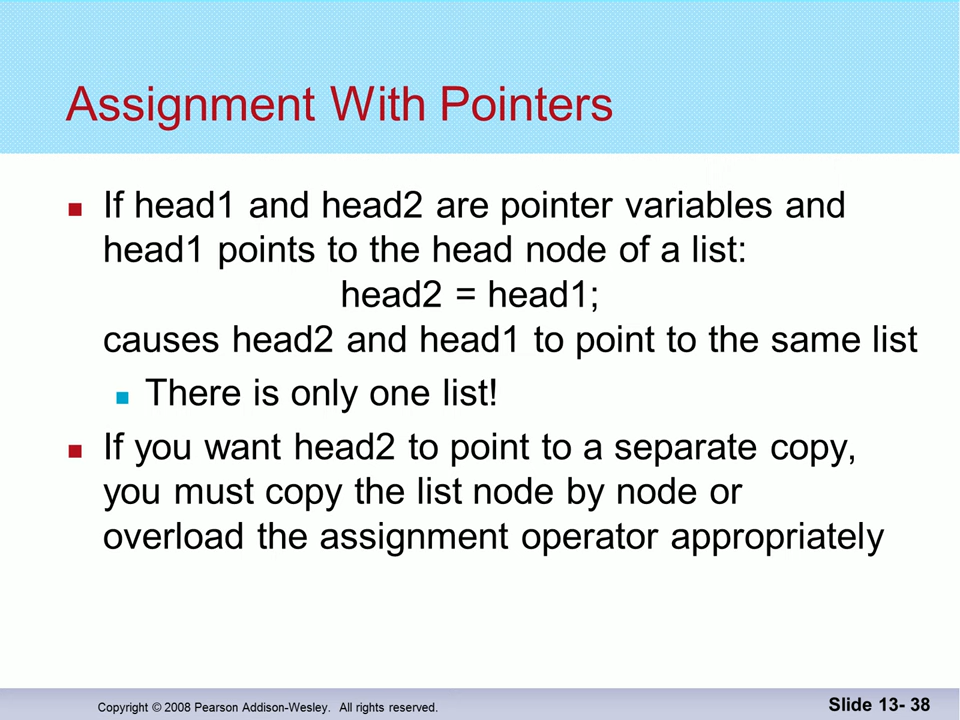 Assignment With Pointers
If head1 and head2 are pointer variables and
head1 points to the head node of a list:
head2 = head1;
causes head2 and head1 to point to the same list
There is only one list!
If you want head2 to point to a separate copy,
you must copy the list node by node or
overload the assignment operator appropriately
Copyright © 2008 Pearson Addison-Wesley. All rights reserved.
Slide 13- 38